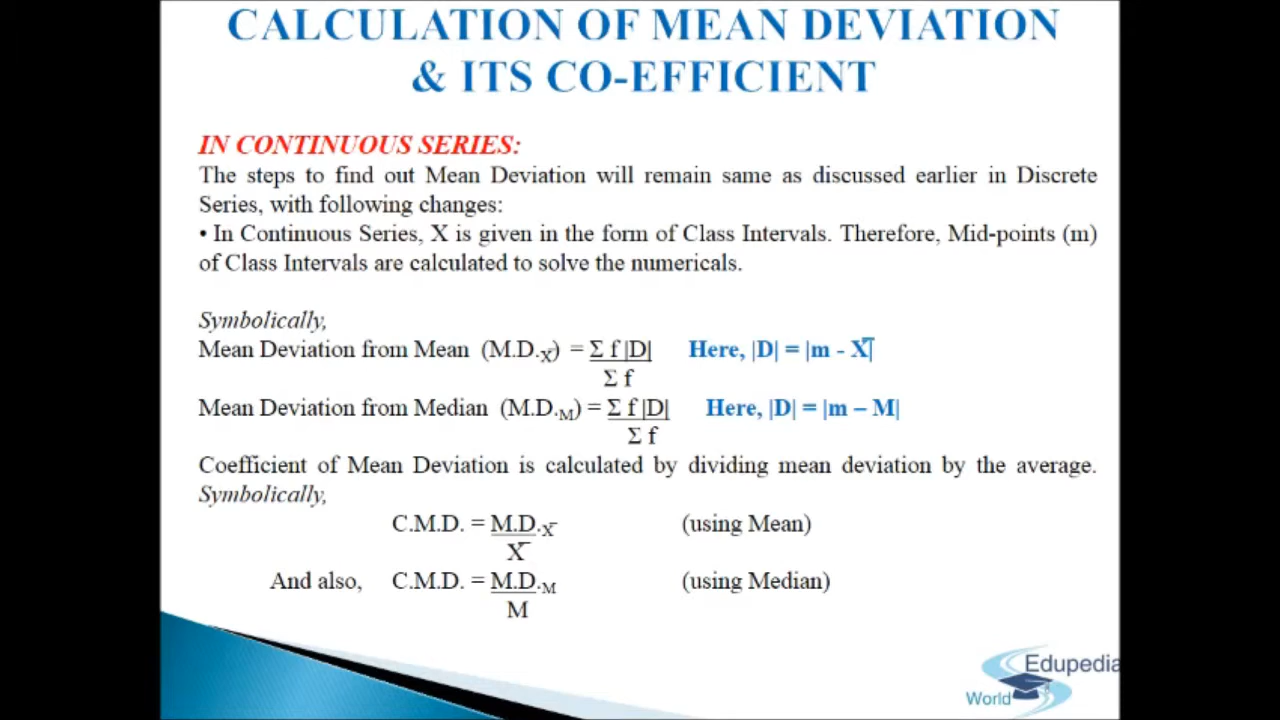 CALCULATION OF MEAN DEVIATION
& ITS CO-EFFICIENT
IN CONTINUOUS SERIES:
The steps to find out Mean Deviation will remain same as discussed earlier in Discrete
Series, with following changes:
• In Continuous Series, X is given in the form of Class Intervals. Therefore, Mid-points (m)
of Class Intervals are calculated to solve the numericals.
Symbolically,
Mean Deviation from Mean (M.D.X̅) = Σ f |D| Here, |D| = |m - X̅|
Σ f
Mean Deviation from Median (M.D.M) = Σ f |D| Here, |D| = |m – M|
Σ f
Coefficient of Mean Deviation is calculated by dividing mean deviation by the average.
Symbolically,
C.M.D. = M.D.X̅ (using Mean)
X̅
And also, C.M.D. = M.D.M (using Median)
M
Edupedia
World